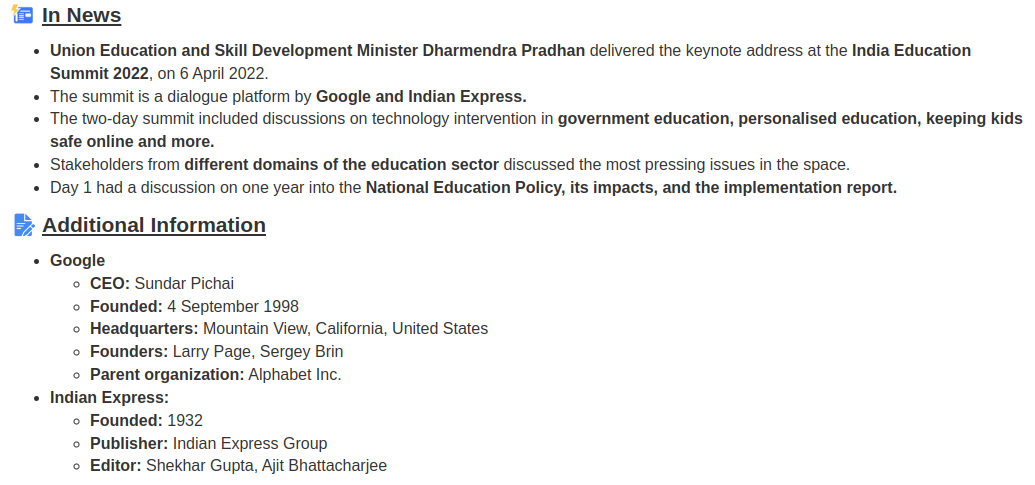 In News
Union Education and Skill Development Minister Dharmendra Pradhan delivered the keynote address at the India Education
Summit 2022, on 6 April 2022.
The summit is a dialogue platform by Google and Indian Express.
The two-day summit included discussions on technology intervention in government education, personalised education, keeping kids
safe online and more.
Stakeholders from different domains of the education sector discussed the most pressing issues in the space.
Day 1 had a discussion on one year into the National Education Policy, its impacts, and the implementation report.
Additional Information
Google
CEO: Sundar Pichai
Founded: 4 September 1998
Headquarters: Mountain View, California, United States
Founders: Larry Page, Sergey Brin
Parent organization: Alphabet Inc.
Indian Express:
Founded: 1932
Publisher: Indian Express Group
Editor: Shekhar Gupta, Ajit Bhattacharjee